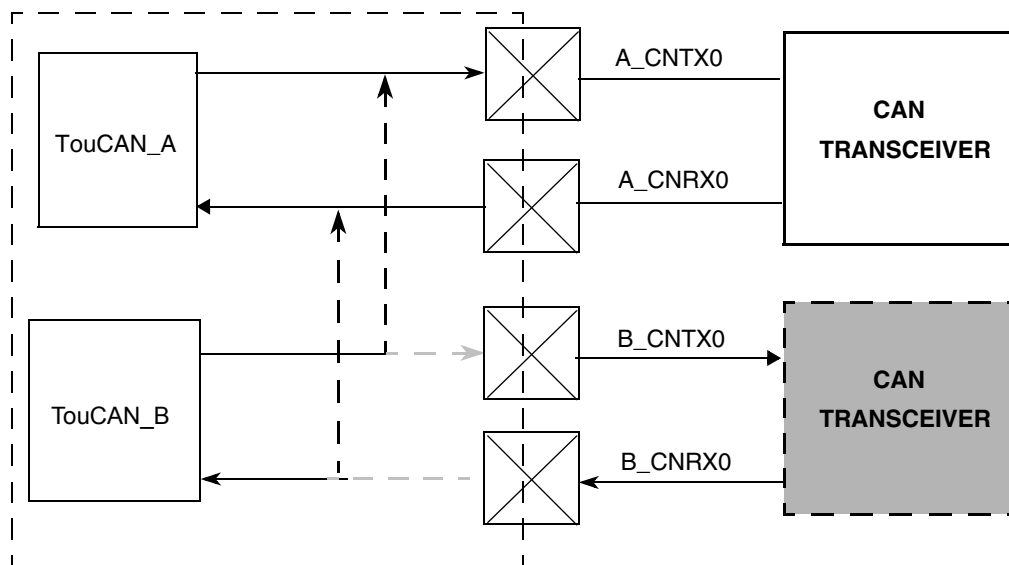 A_CNTX0
CAN
TRANSCEIVER
TouCAN_A
A_CNRX0
B_CNTX0
CAN
TRANSCEIVER
TouCAN_B
B_CNRX0